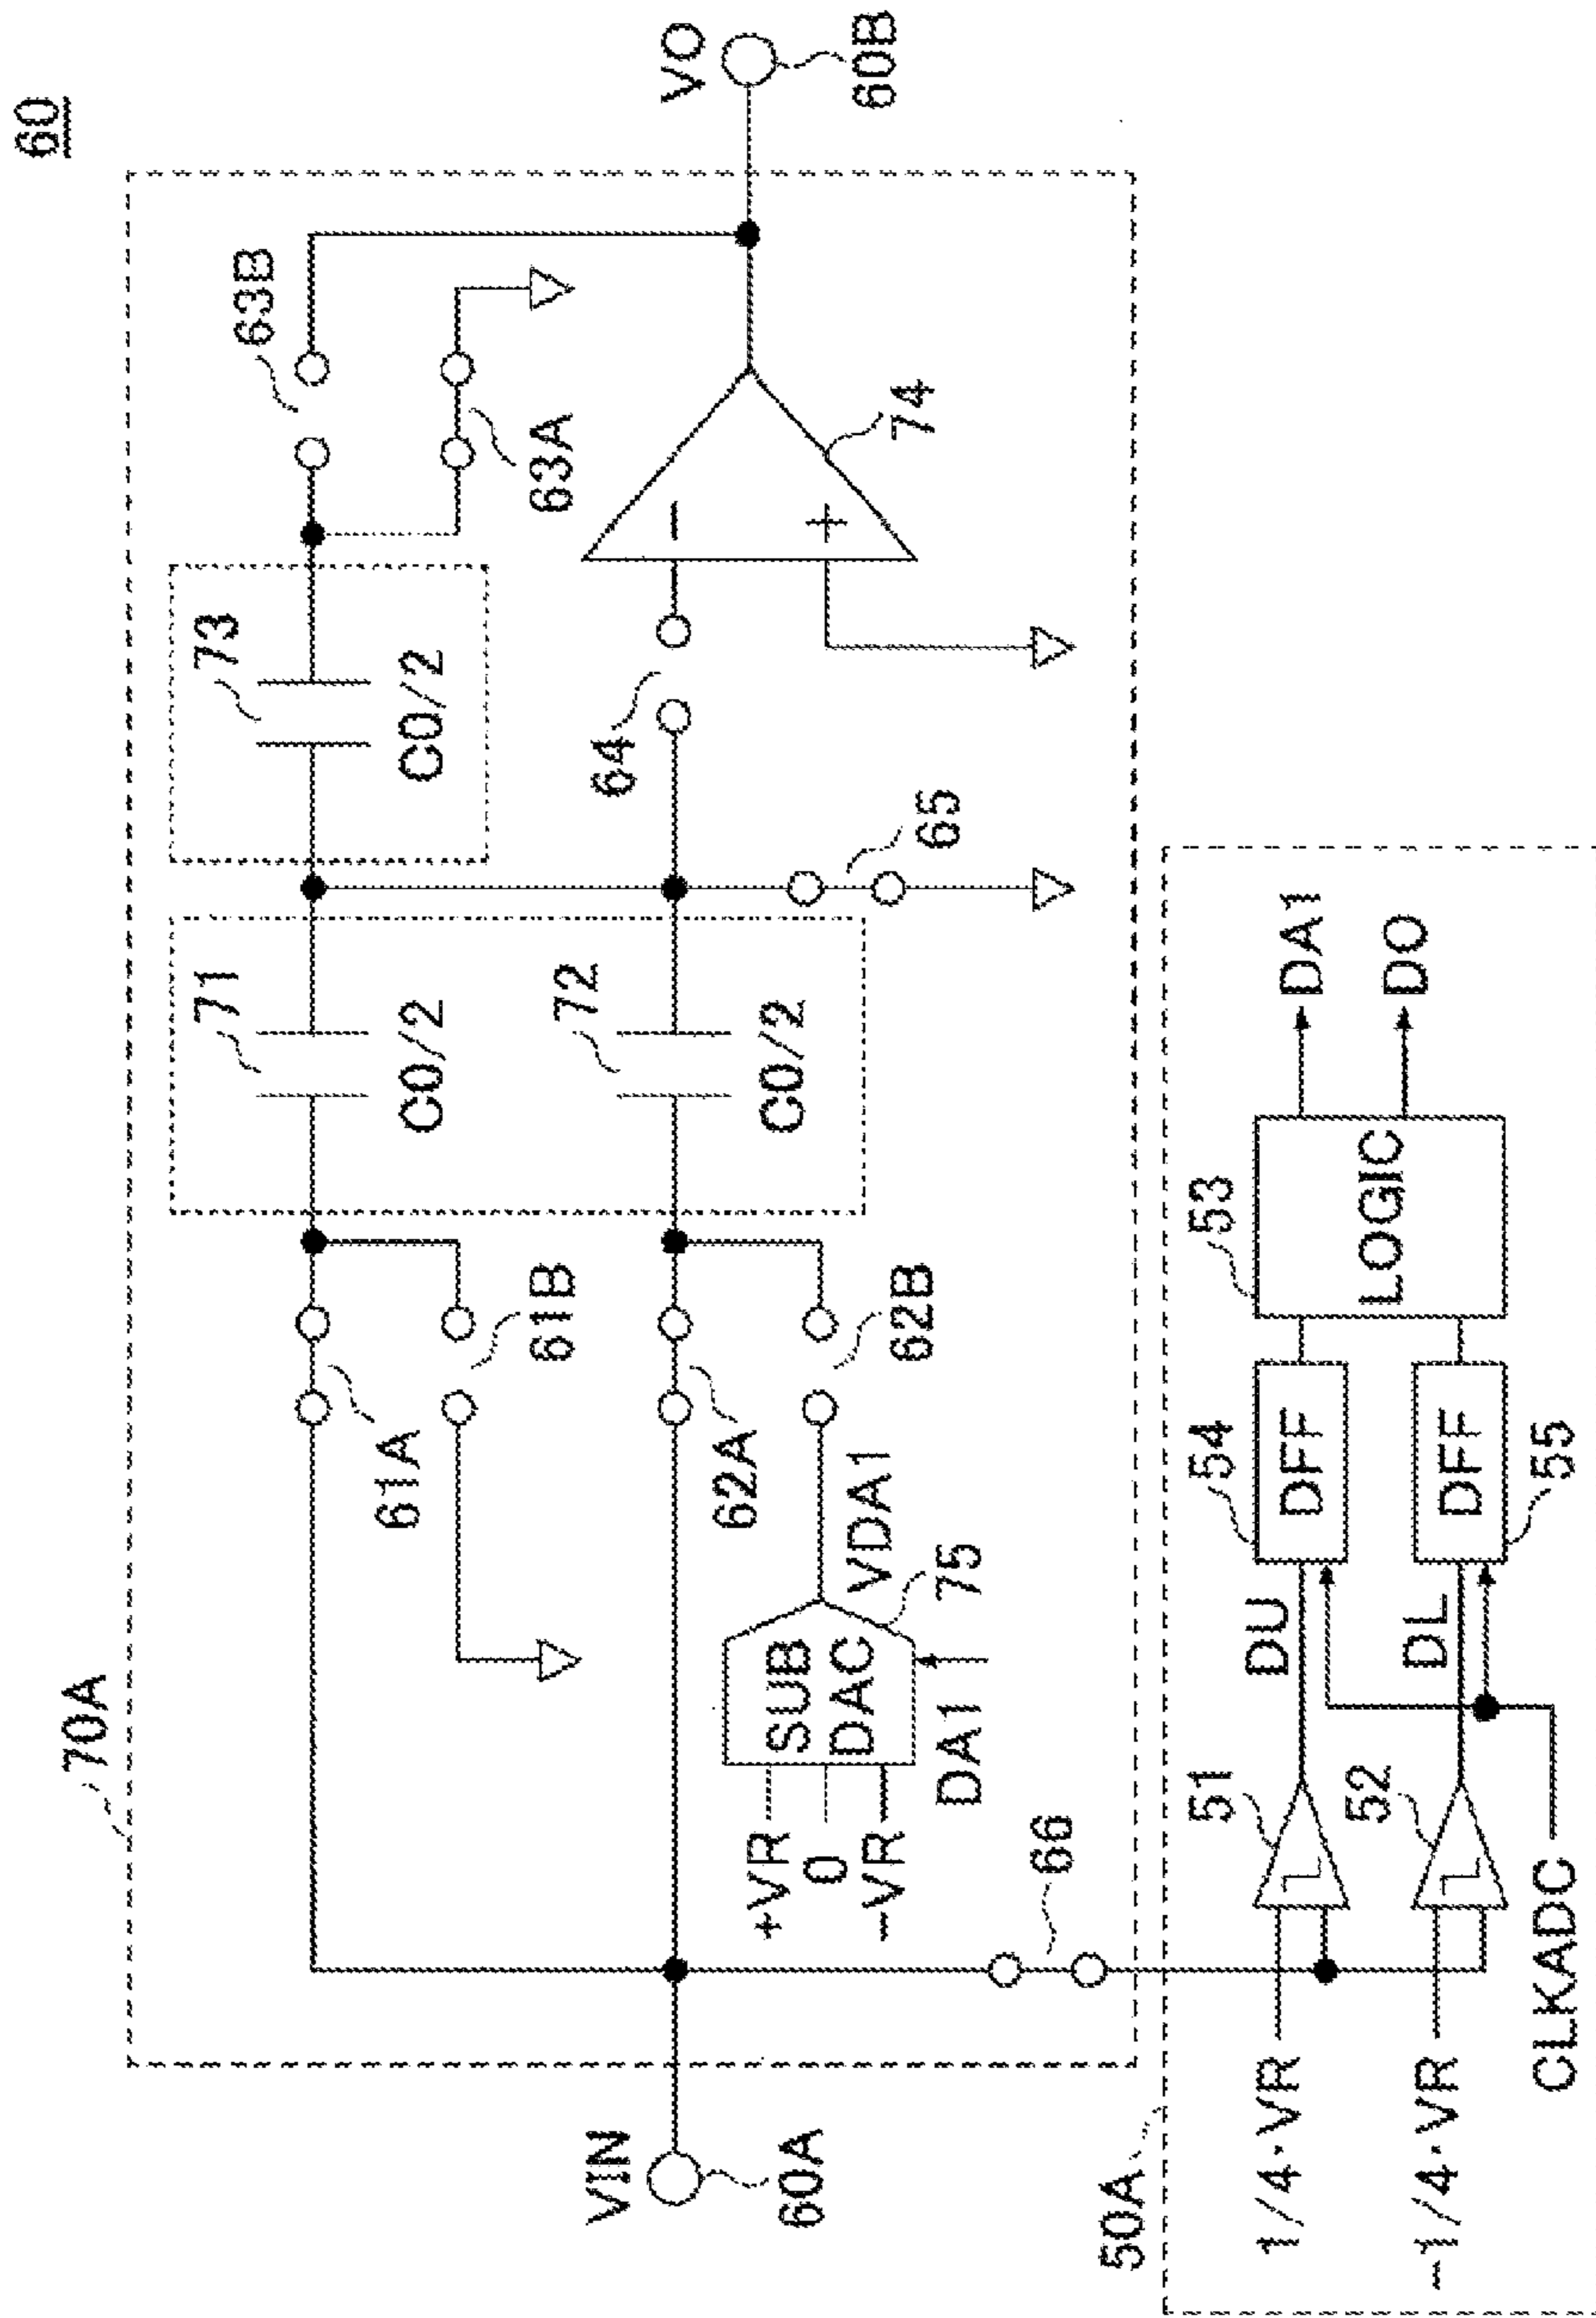 60
70A
63B
VO
60B
73
C0/2
63A
71
C0/2
61A
61B
64
74
−
+
72
C0/2
62A
62B
65
VIN
60A
+VR
0
−VR
SUB
DAC
VDA1
75
DA1
66
50A
1/4·VR
−1/4·VR
CLKADC
51
52
DU
DL
54
DFF
DFF
55
53
LOGIC
DA1
DO